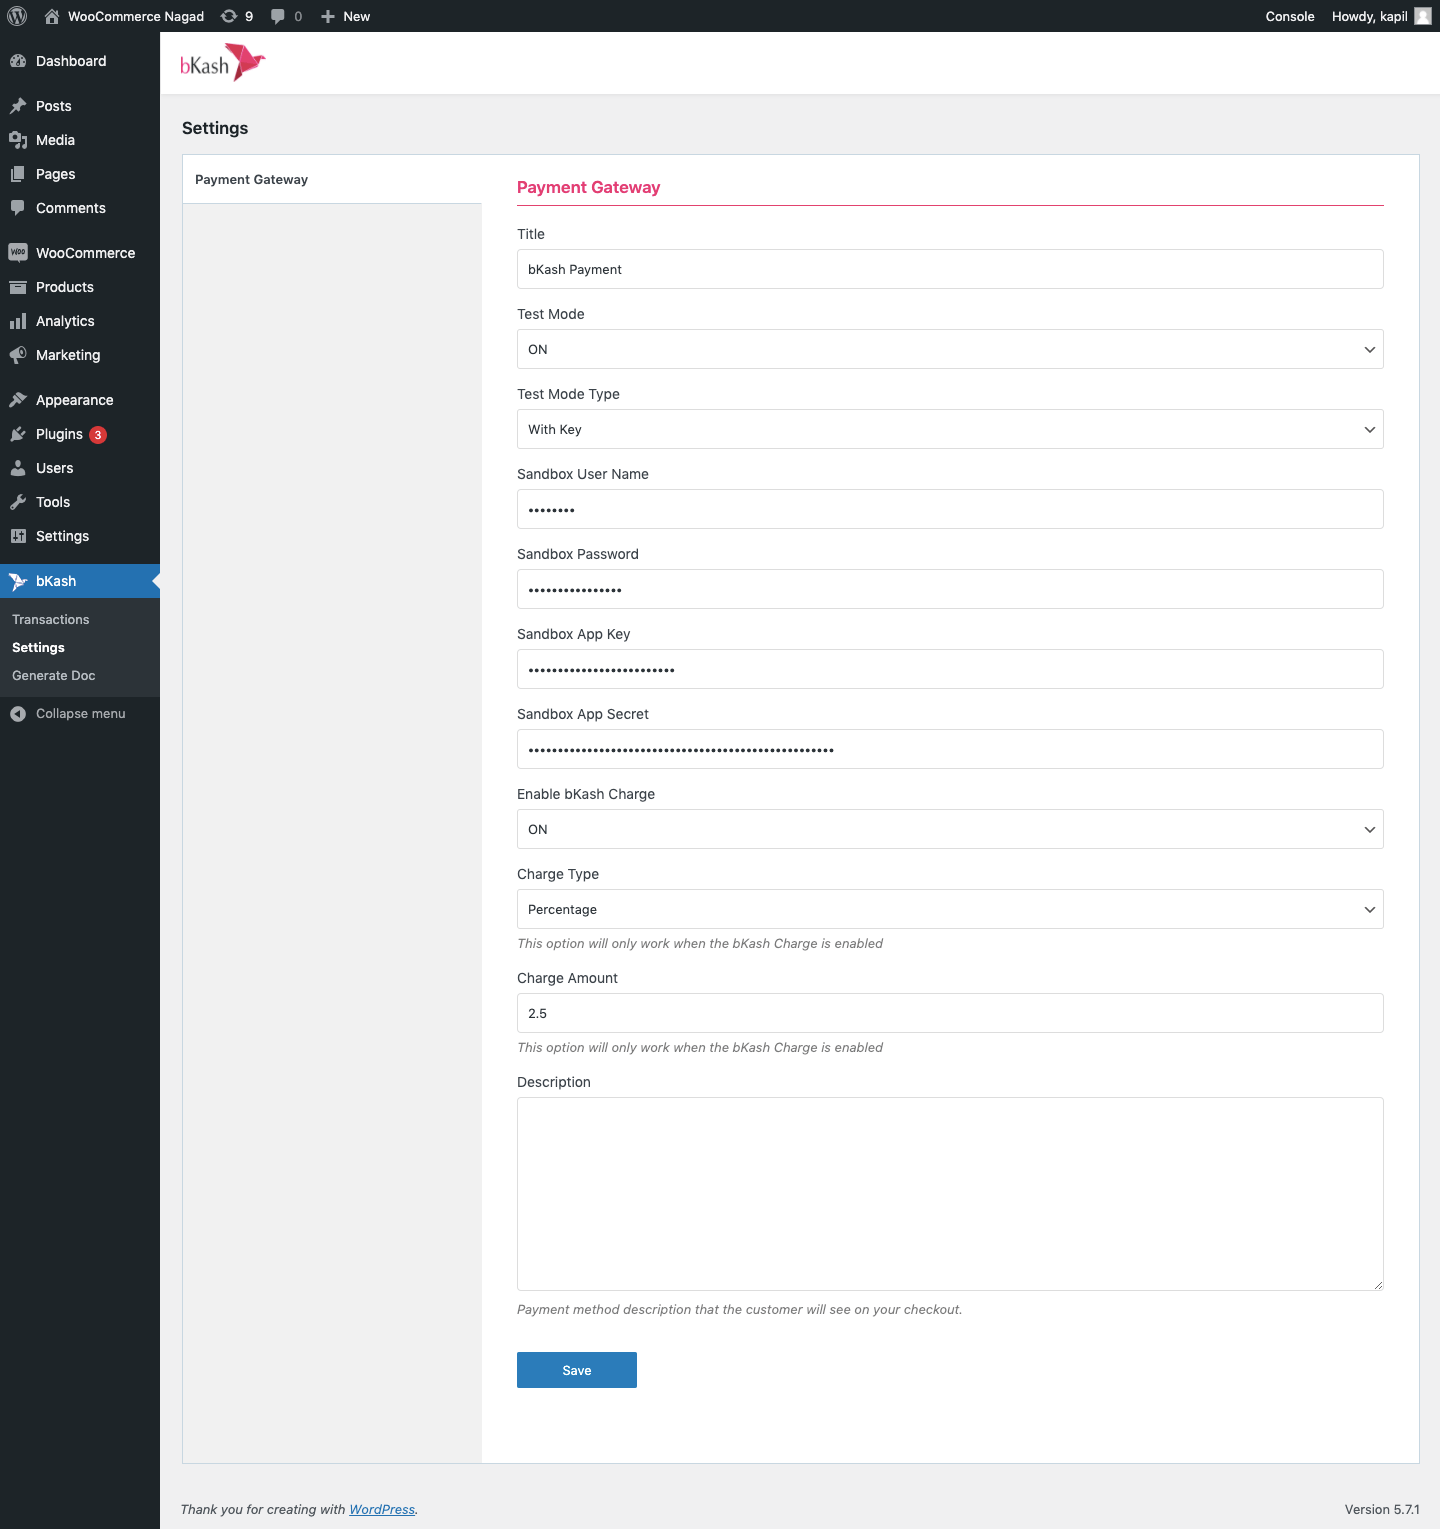 WooCommerce Nagad 9 0 New Console Howdy, kapil
Dashboard
Posts
Media
Pages
Comments
WooCommerce
Products
Analytics
Marketing
Appearance
Plugins 3
Users
Tools
Settings
bKash
Transactions
Settings
Generate Doc
Collapse menu
bKash
Settings
Payment Gateway
Payment Gateway
Title
bKash Payment
Test Mode
ON
Test Mode Type
With Key
Sandbox User Name
••••••••
Sandbox Password
••••••••••••••••
Sandbox App Key
•••••••••••••••••••••••••
Sandbox App Secret
••••••••••••••••••••••••••••••••••••••••••••••••••••
Enable bKash Charge
ON
Charge Type
Percentage
This option will only work when the bKash Charge is enabled
Charge Amount
2.5
This option will only work when the bKash Charge is enabled
Description
Payment method description that the customer will see on your checkout.
Save
Thank you for creating with WordPress. Version 5.7.1